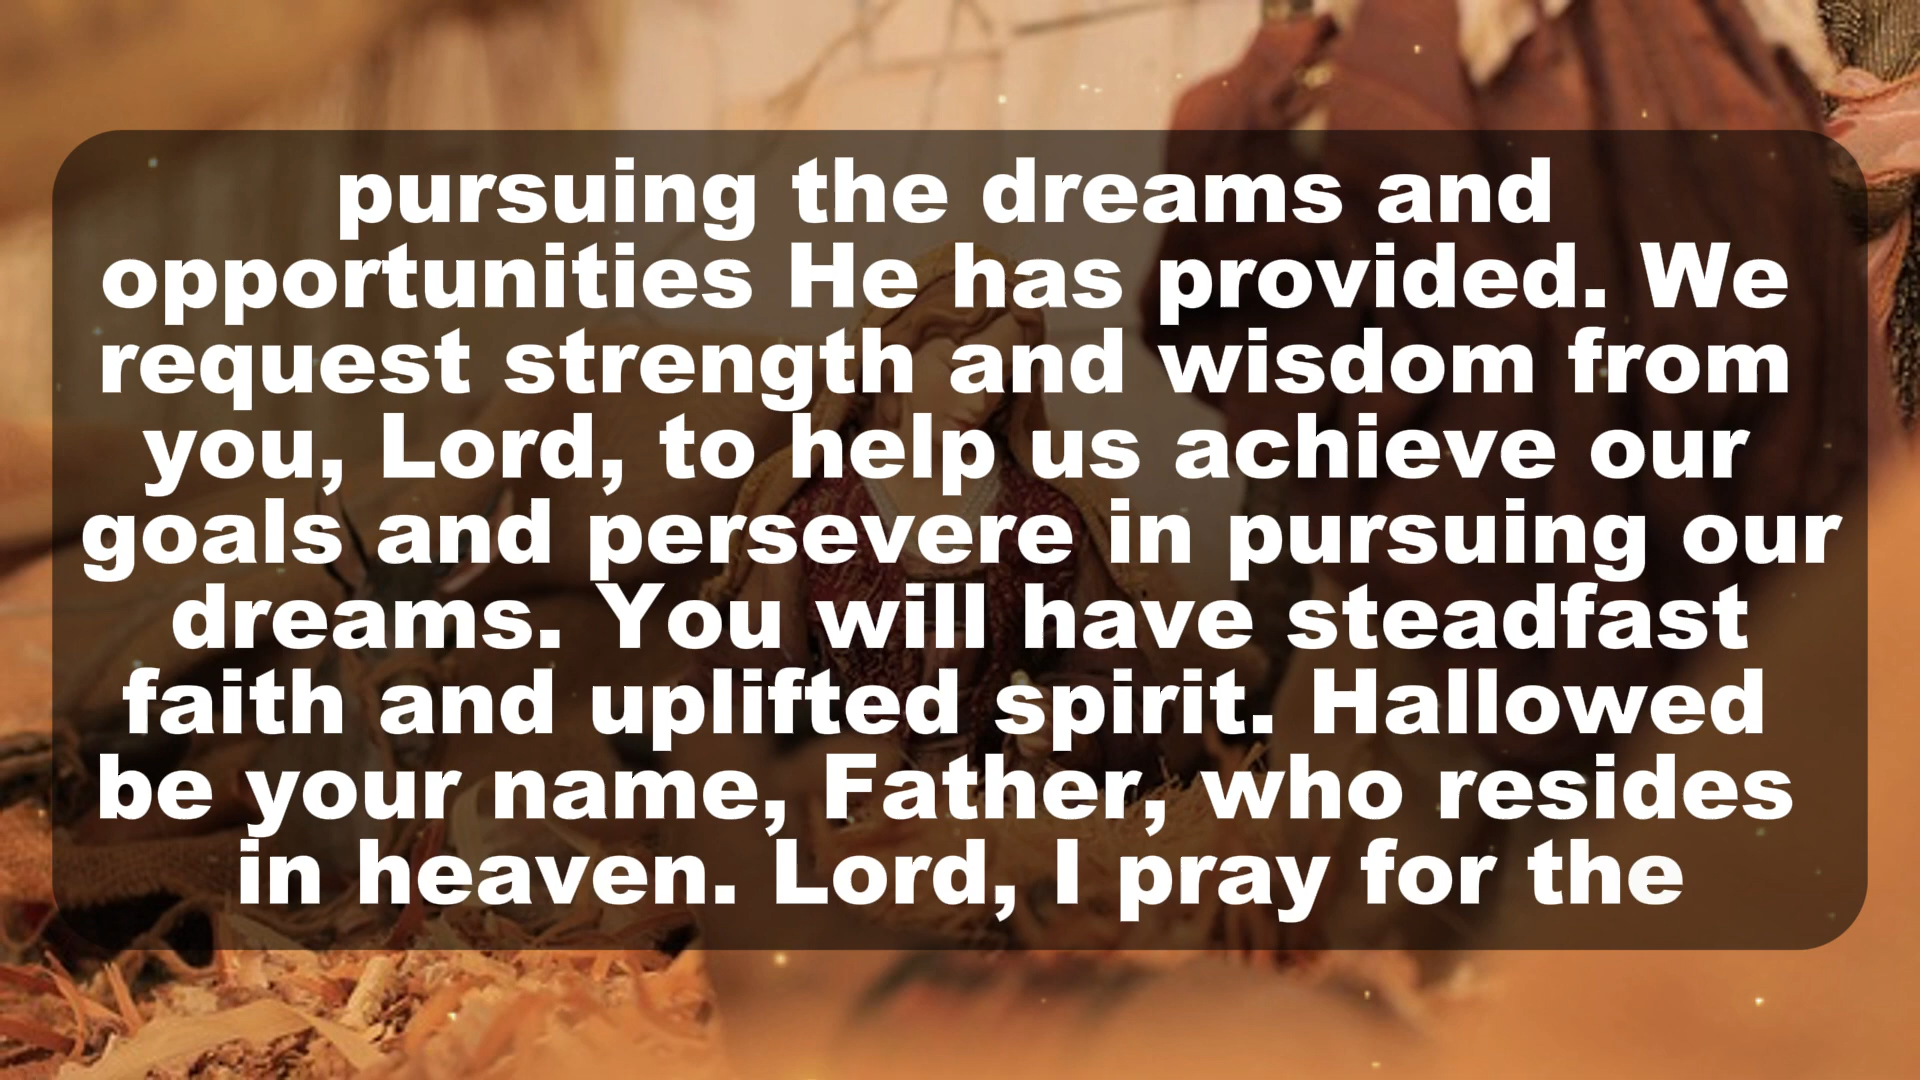 pursuing the dreams and
opportunities He has provided. We
request strength and wisdom from
you, Lord, to help us achieve our
goals and persevere in pursuing our
dreams. You will have steadfast
faith and uplifted spirit. Hallowed
be your name, Father, who resides
in heaven. Lord, I pray for the